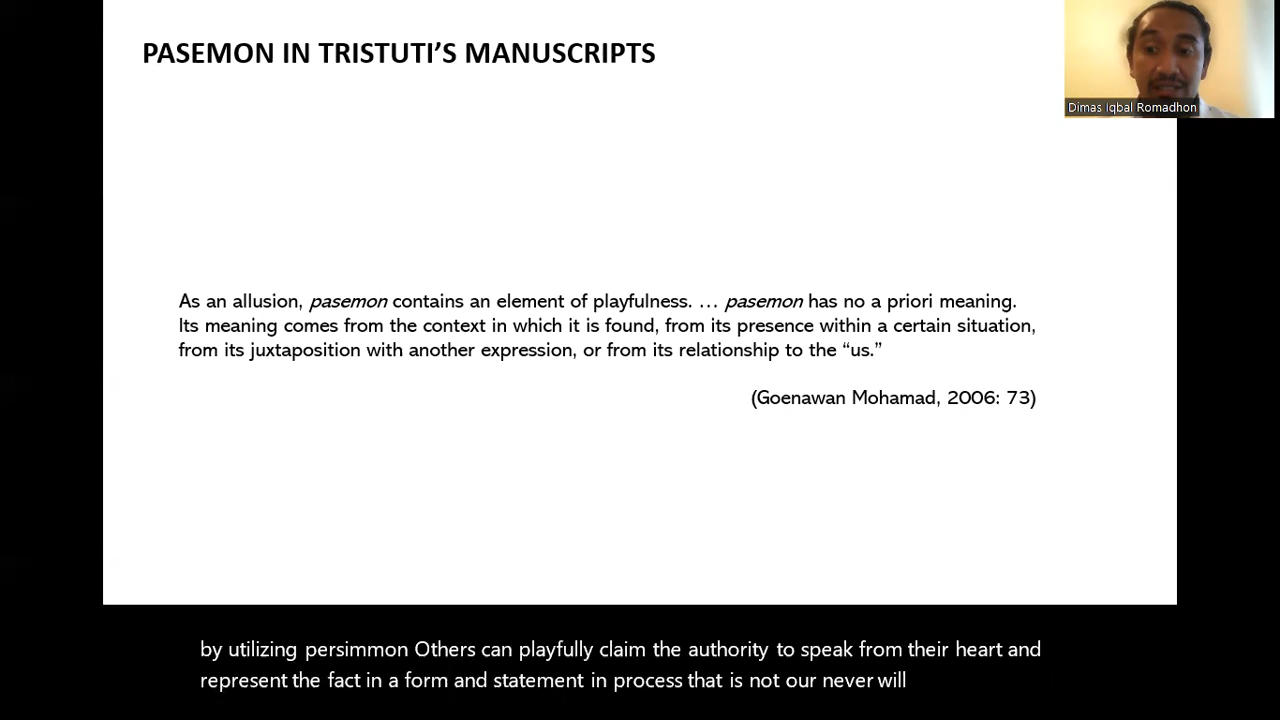 PASEMON IN TRISTUTI’S MANUSCRIPTS
Dimas Iqbal Romadhon
As an allusion, pasemon contains an element of playfulness. … pasemon has no a priori meaning.
Its meaning comes from the context in which it is found, from its presence within a certain situation,
from its juxtaposition with another expression, or from its relationship to the “us.”
(Goenawan Mohamad, 2006: 73)
by utilizing persimmon Others can playfully claim the authority to speak from their heart and
represent the fact in a form and statement in process that is not our never will